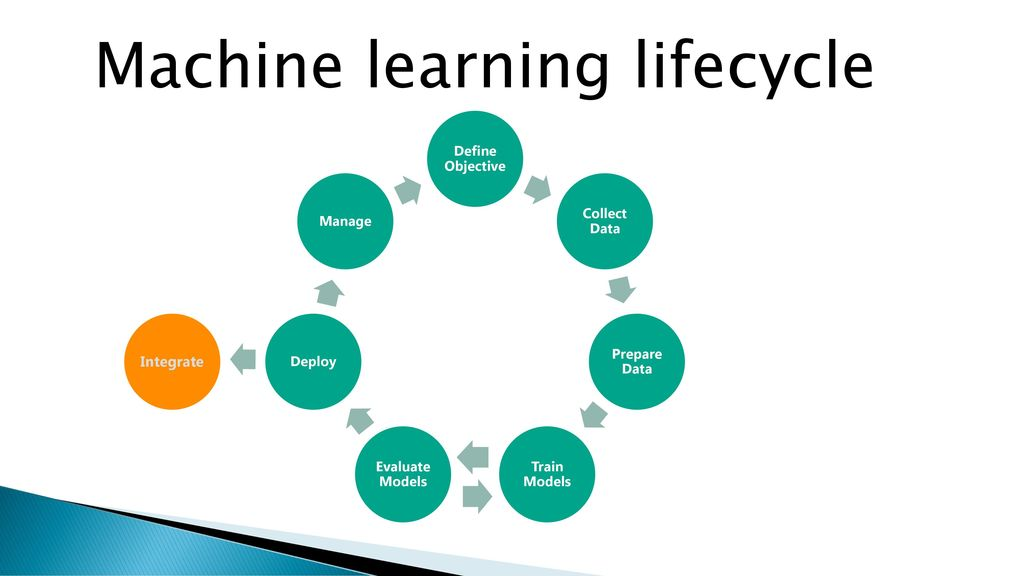 Machine learning lifecycle
Define
Objective
Collect
Data
Prepare
Data
Train
Models
Evaluate
Models
Deploy
Integrate
Manage